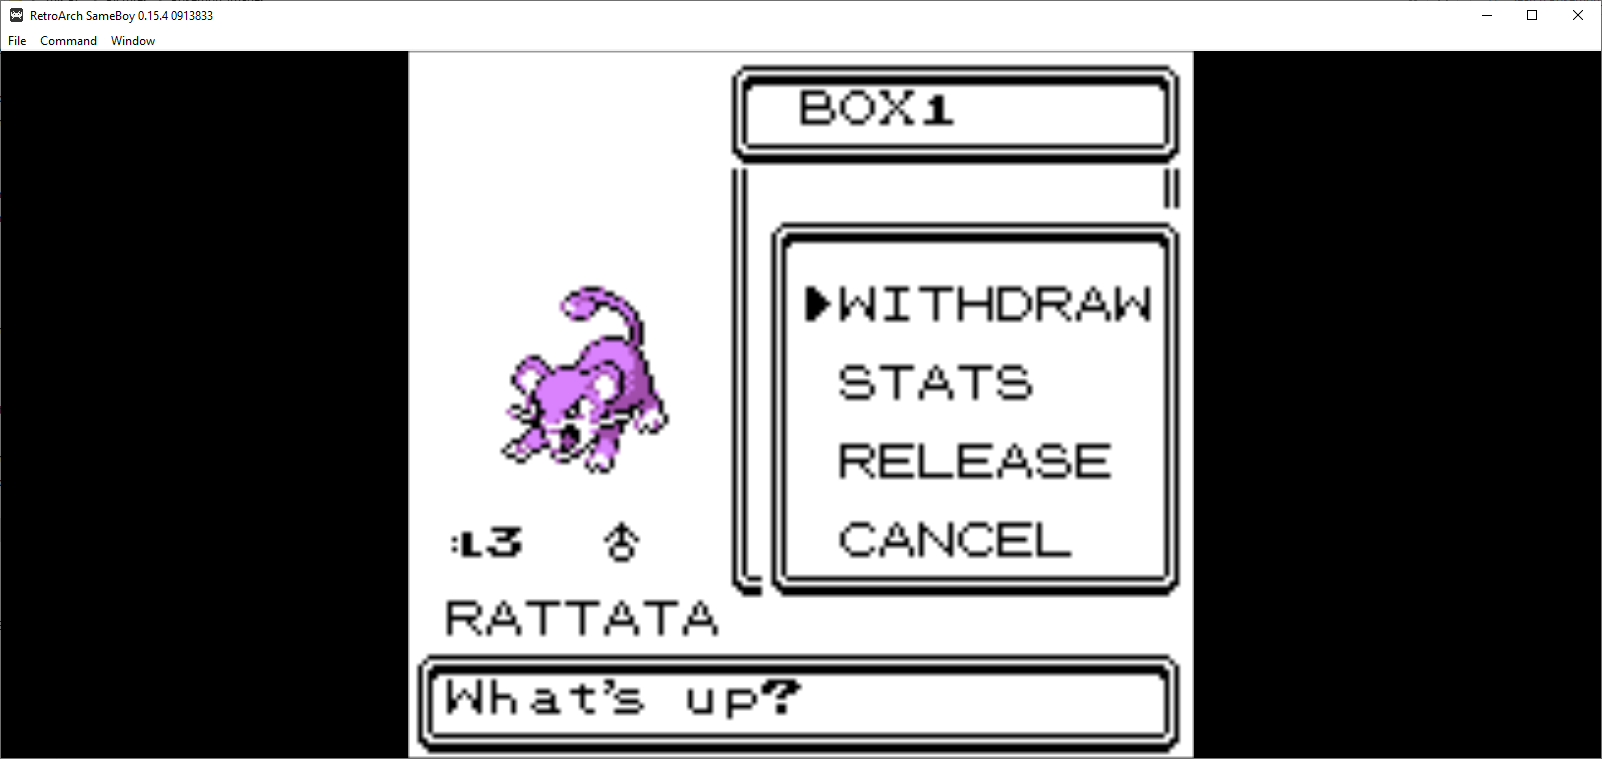 RetroArch SameBoy 0.15.4 0913833
File Command Window
BOX1
▶WITHDRAW
STATS
RELEASE
CANCEL
:L3 ♂
RATTATA
What's up?